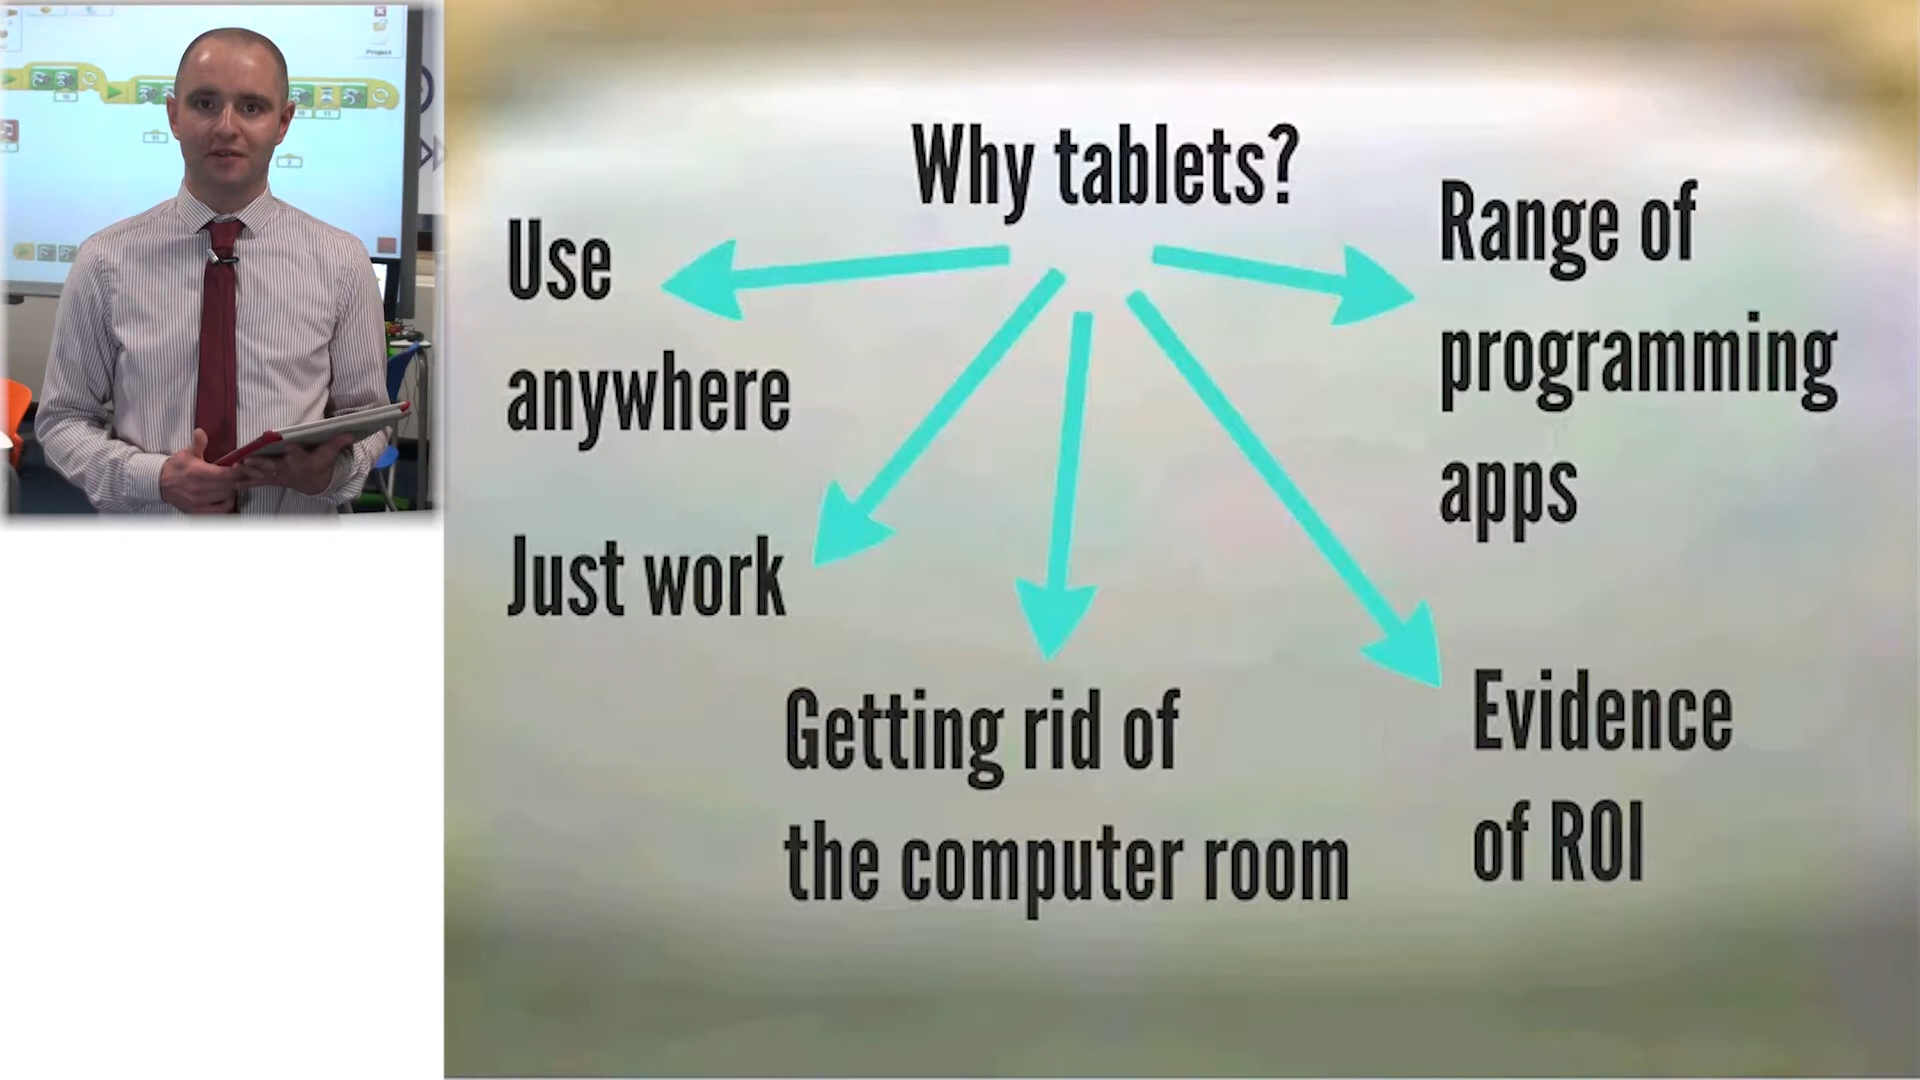 Why tablets?
Use
anywhere
Just work
Getting rid of
the computer room
Evidence
of ROI
Range of
programming
apps
Project